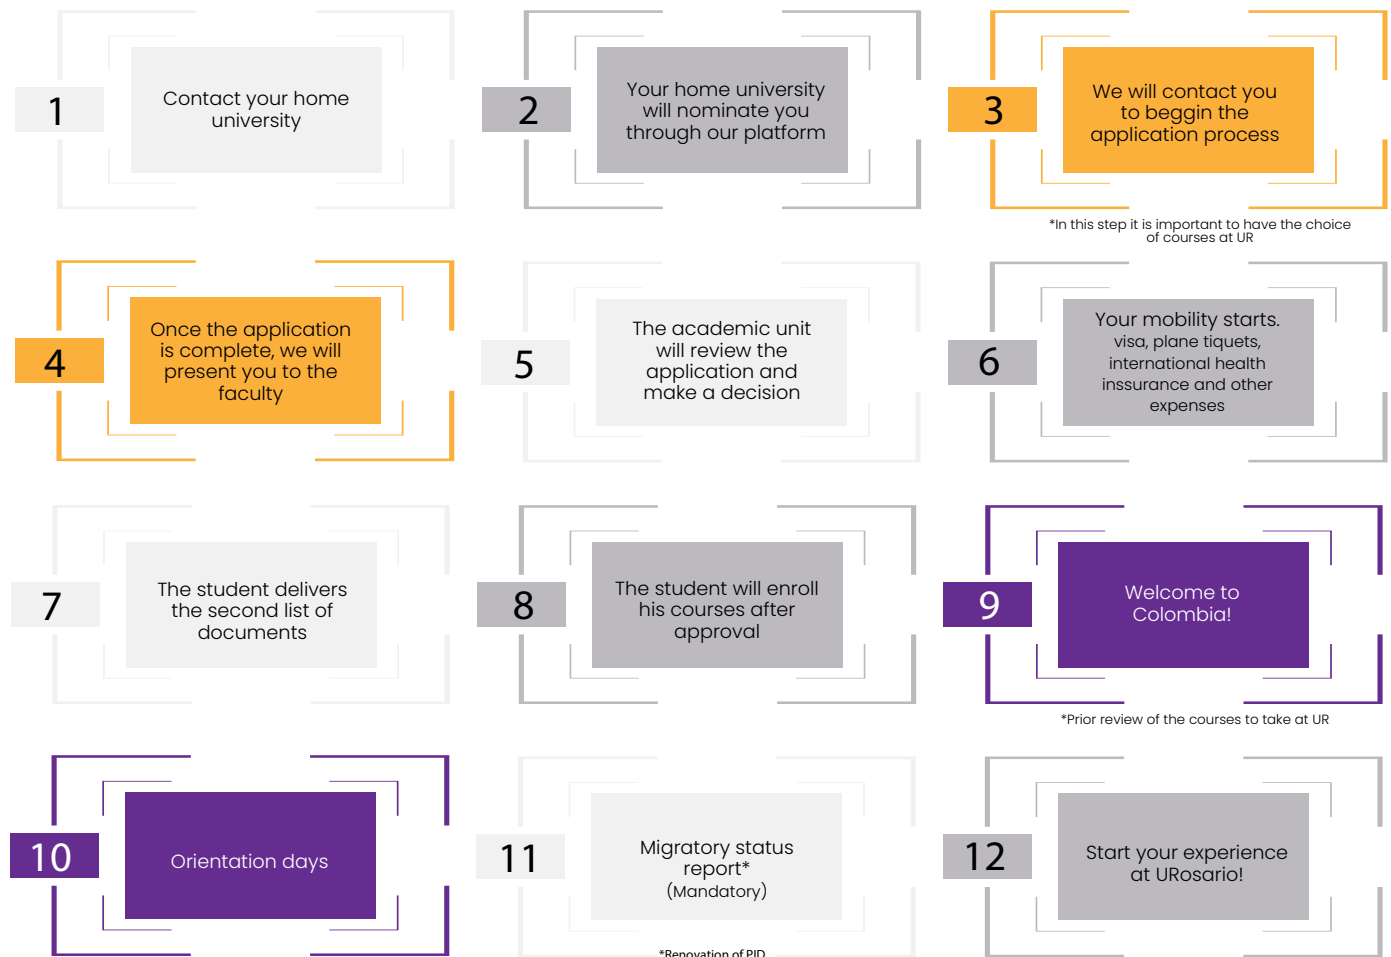 1
Contact your home
university
2
Your home university
will nominate you
through our platform
3
We will contact you
to beggin the
application process
*In this step it is important to have the choice
of courses at UR
4
Once the application
is complete, we will
present you to the
faculty
5
The academic unit
will review the
application and
make a decision
6
Your mobility starts.
visa, plane tiquets,
international health
inssurance and other
expenses
7
The student delivers
the second list of
documents
8
The student will enroll
his courses after
approval
9
Welcome to
Colombia!
*Prior review of the courses to take at UR
10
Orientation days
11
Migratory status
report*
(Mandatory)
*Renovation of PID
12
Start your experience
at URosario!